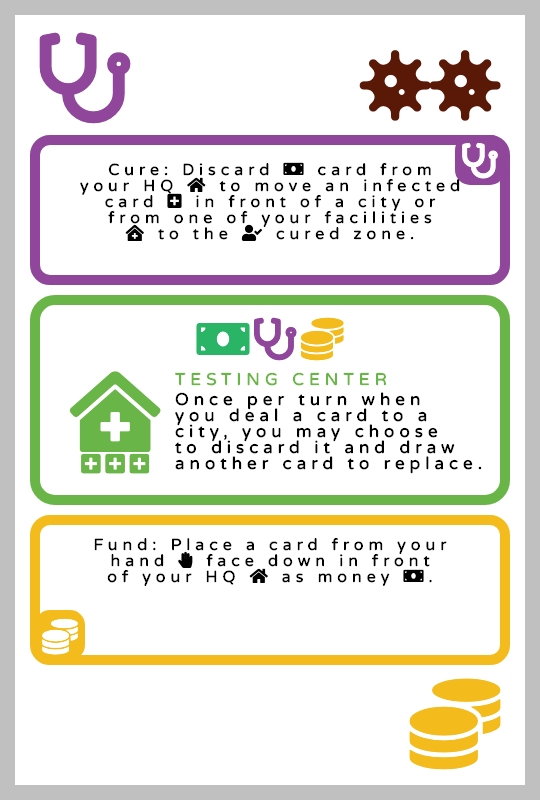 Cure: Discard card from
your HQ to move an infected
card in front of a city or
from one of your facilities
to the cured zone.
TESTING CENTER
Once per turn when
you deal a card to a
city, you may choose
to discard it and draw
another card to replace.
Fund: Place a card from your
hand face down in front
of your HQ as money .